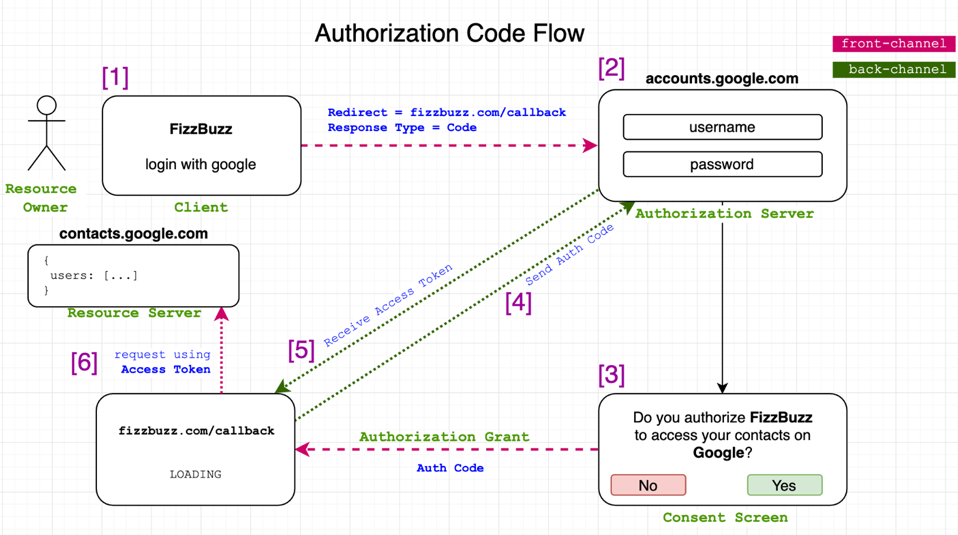 Authorization Code Flow
front-channel
back-channel
[1]
FizzBuzz
login with google
Client
Resource
Owner
Redirect = fizzbuzz.com/callback
Response Type = Code
[2]
accounts.google.com
username
password
Authorization Server
contacts.google.com
{
users: [...]
}
Resource Server
Receive Access Token
Send Auth Code
[4]
[5]
[6]
request using
Access Token
fizzbuzz.com/callback
LOADING
Authorization Grant
Auth Code
[3]
Do you authorize FizzBuzz
to access your contacts on
Google?
No
Yes
Consent Screen